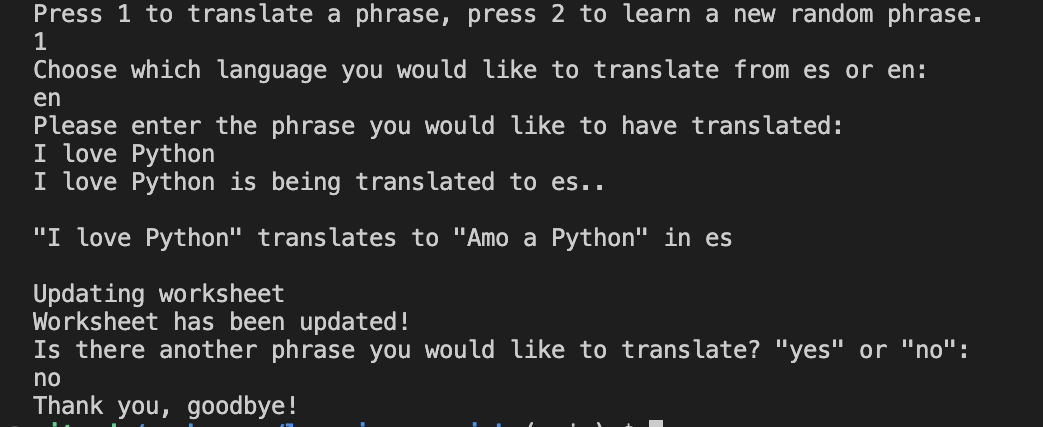 Press 1 to translate a phrase, press 2 to learn a new random phrase.
1
Choose which language you would like to translate from es or en:
en
Please enter the phrase you would like to have translated:
I love Python
I love Python is being translated to es..
"I love Python" translates to "Amo a Python" in es
Updating worksheet
Worksheet has been updated!
Is there another phrase you would like to translate? "yes" or "no":
no
Thank you, goodbye!